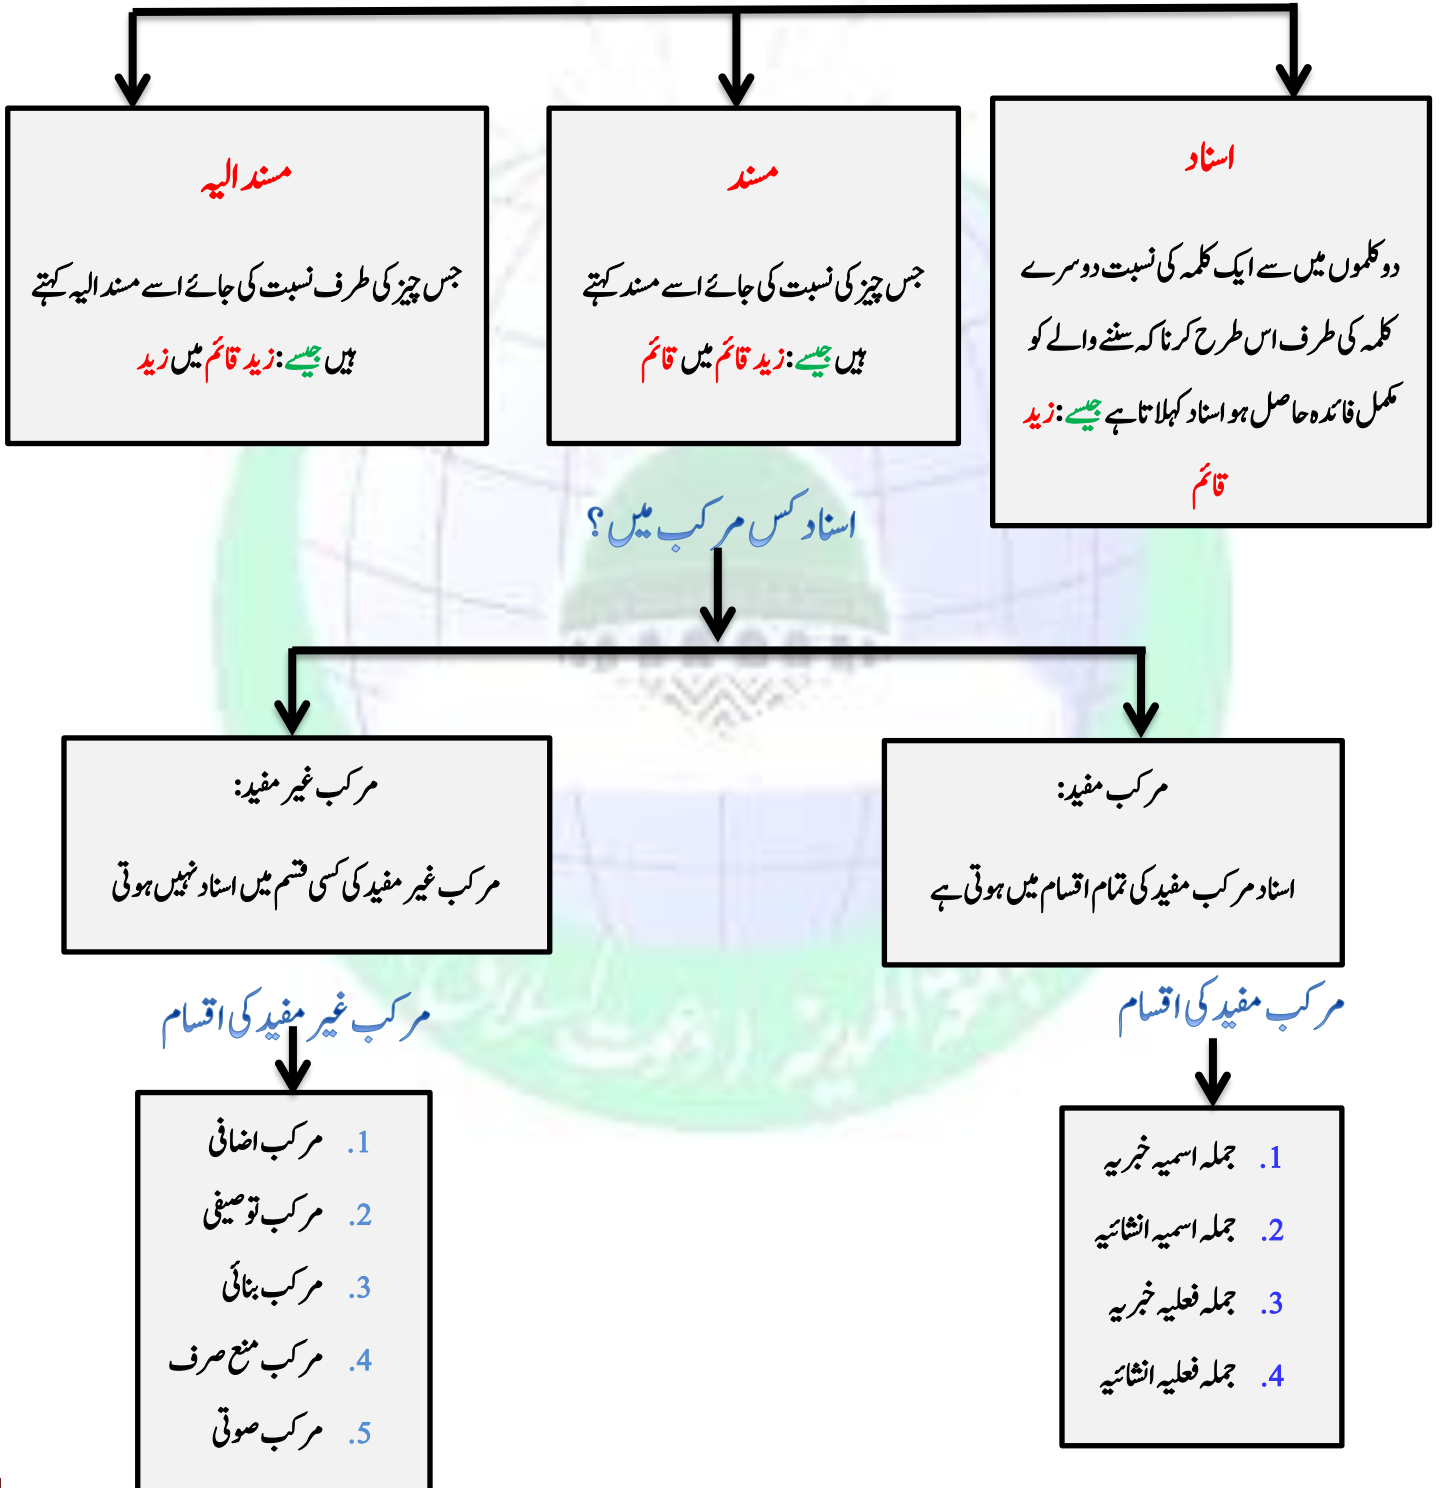 اسناد
دو کلموں میں سے ایک کلمہ کی نسبت دوسرے
کلمہ کی طرف اس طرح کرنا کہ سننے والے کو
مکمل فائدہ حاصل ہو اسناد کہلاتا ہے جیسے: زید
قائم
مسند
جس چیز کی نسبت کی جائے اسے مسند کہتے
ہیں جیسے: زید قائم میں قائم
مسند الیہ
جس چیز کی طرف نسبت کی جائے اسے مسند الیہ کہتے
ہیں جیسے: زید قائم میں زید
اسناد کس مرکب میں؟
مرکب مفید:
اسناد مرکب مفید کی تمام اقسام میں ہوتی ہے
مرکب غیر مفید:
مرکب غیر مفید کی کسی قسم میں اسناد نہیں ہوتی
مرکب مفید کی اقسام
1. جملہ اسمیہ خبریہ
2. جملہ اسمیہ انشائیہ
3. جملہ فعلیہ خبریہ
4. جملہ فعلیہ انشائیہ
مرکب غیر مفید کی اقسام
1. مرکب اضافی
2. مرکب توصیفی
3. مرکب بنائی
4. مرکب منع صرف
5. مرکب صوتی